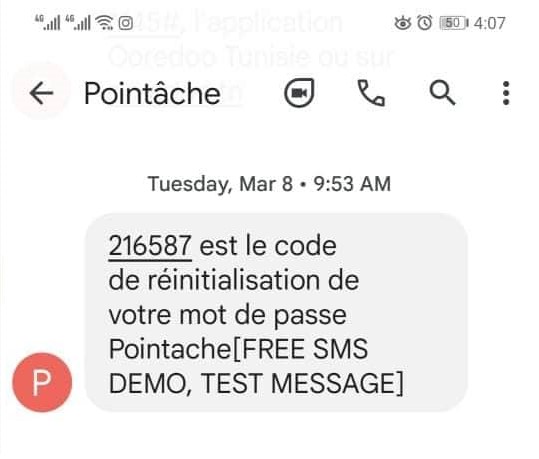 4G 4G 50 4:07
*115#, l'application
Ooredoo Tunisie ou sur
Pointâche
Tuesday, Mar 8 • 9:53 AM
216587 est le code
de réinitialisation de
votre mot de passe
Pointache[FREE SMS
DEMO, TEST MESSAGE]
P